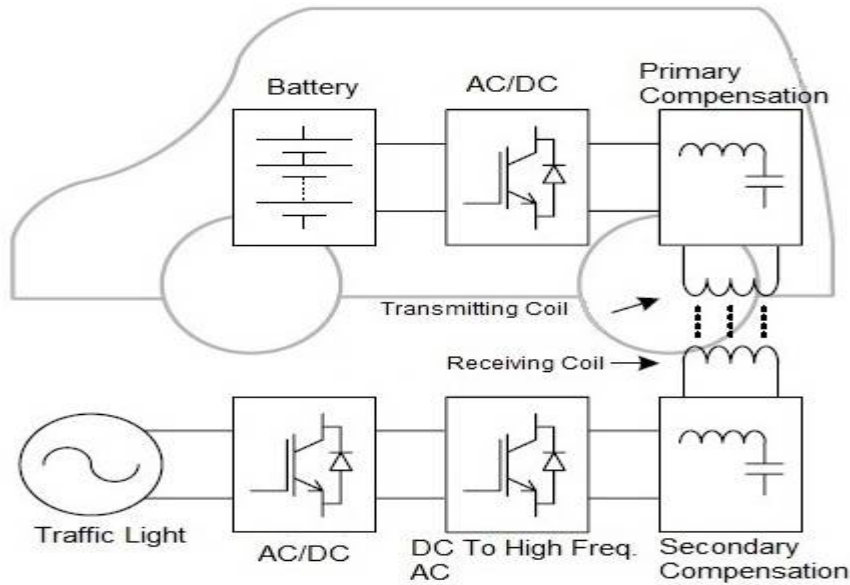 Battery
AC/DC
Primary
Compensation
Transmitting Coil
Receiving Coil
Traffic Light
AC/DC
DC To High Freq.
AC
Secondary
Compensation